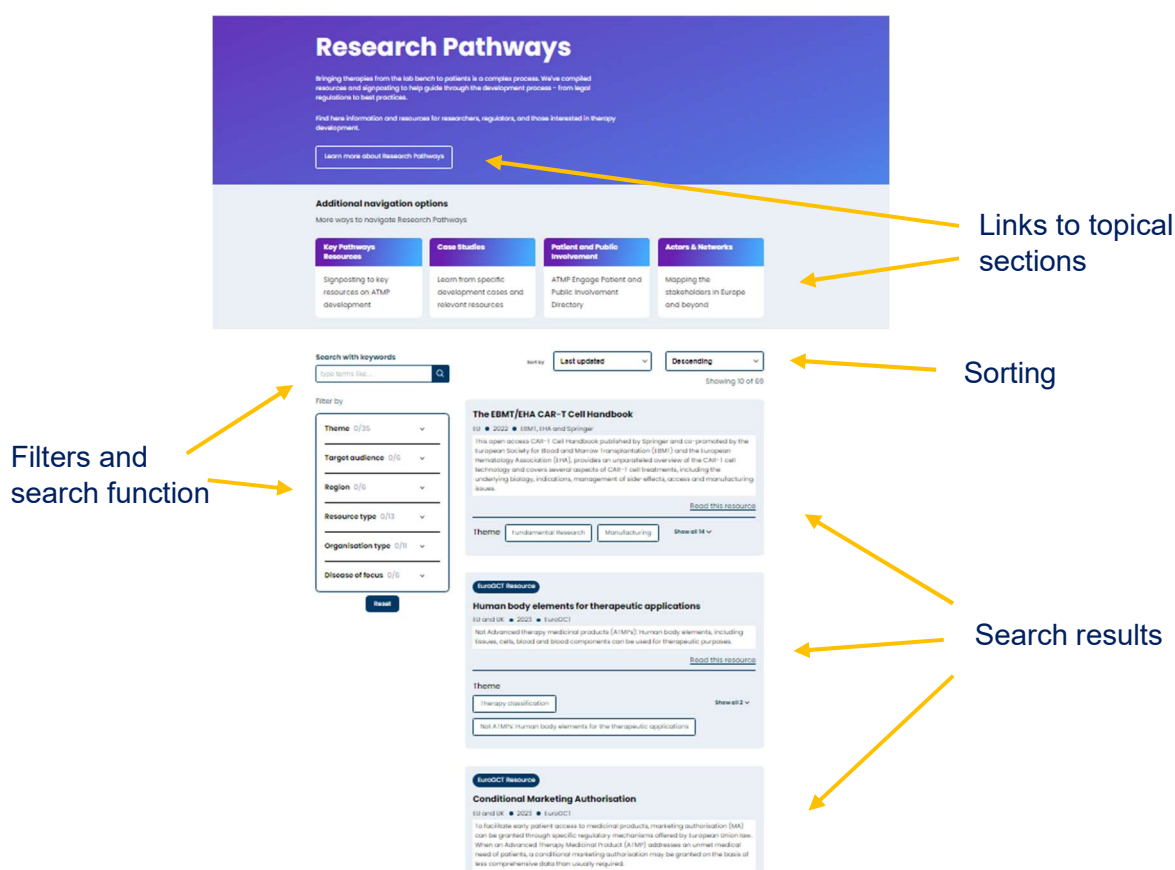 Research Pathways
Bringing therapies from the lab bench to patients is a complex process. We've compiled
resources and signposting to help guide through the development process - from legal
regulations to best practices.
Find here information and resources for researchers, regulators, and those interested in therapy
development.
Learn more about Research Pathways
Additional navigation options
More ways to navigate Research Pathways
Key Pathways
Resources
Signposting to key
resources on ATMP
development
Case Studies
Learn from specific
development cases and
relevant resources
Patient and Public
Involvement
ATMP Engage Patient and
Public Involvement
Directory
Actors & Networks
Mapping the
stakeholders in Europe
and beyond
Links to topical
sections
Search with keywords
type terms like...
Sort by
Last updated
Descending
Showing 10 of 69
Sorting
Filter by
Theme 0/35
Target audience 0/6
Region 0/6
Resource type 0/13
Organisation type 0/11
Disease of focus 0/6
Reset
Filters and
search function
The EBMT/EHA CAR-T Cell Handbook
EU • 2022 • EBMT, EHA and Springer
This open access CAR-T Cell Handbook published by Springer and co-promoted by the
European Society for Blood and Marrow Transplantation (EBMT) and the European
Hematology Association (EHA), provides an unparalleled overview of the CAR-T cell
technology and covers several aspects of CAR-T cell treatments, including the
underlying biology, indications, management of sider effects, access and manufacturing
issues.
Read this resource
Theme
Fundamental Research
Manufacturing
Show all 14
EuroGCT Resource
Human body elements for therapeutic applications
EU and UK • 2023 • EuroGCT
Not Advanced therapy medicinal products (ATMPs): Human body elements, including
tissues, cells, blood and blood components can be used for therapeutic purposes.
Read this resource
Theme
Therapy classification
Show all 2
Not ATMPs: Human body elements for the therapeutic applications
Search results
EuroGCT Resource
Conditional Marketing Authorisation
EU and UK • 2023 • EuroGCT
To facilitate early patient access to medicinal products, marketing authorisation (MA)
can be granted through specific regulatory mechanisms offered by European Union law.
When an Advanced Therapy Medicinal Product (ATMP) addresses an unmet medical
need of patients, a conditional marketing authorisation may be granted on the basis of
less comprehensive data than usually required.